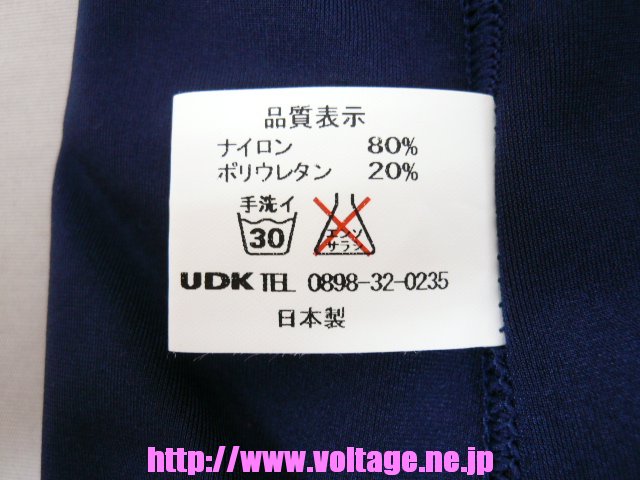 品質表示
ナイロン 80%
ポリウレタン 20%
手洗イ
30
エンソ
サラシ
UDK TEL 0898-32-0235
日本製
http://www.voltage.ne.jp